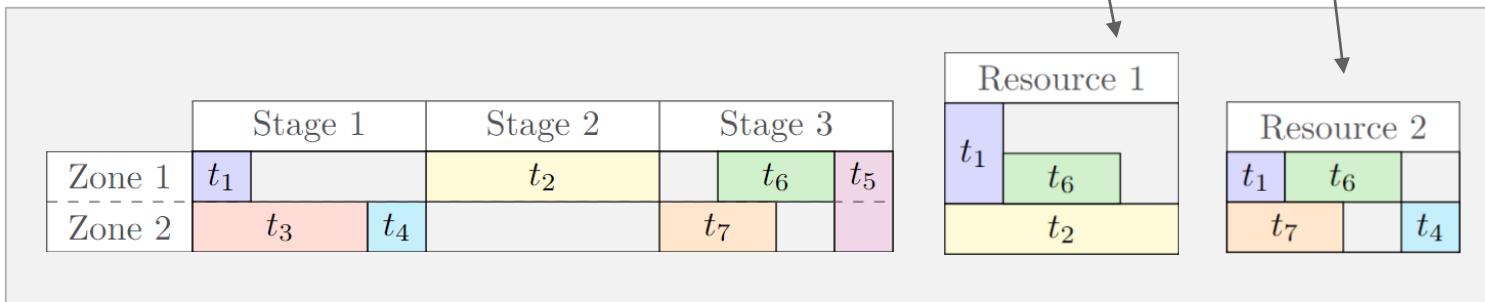 Stage 1 Stage 2 Stage 3
Zone 1 t₁ t₂ t₆ t₅
Zone 2 t₃ t₄ t₇
Resource 1
t₁ t₆
t₂
Resource 2
t₁ t₆
t₇ t₄